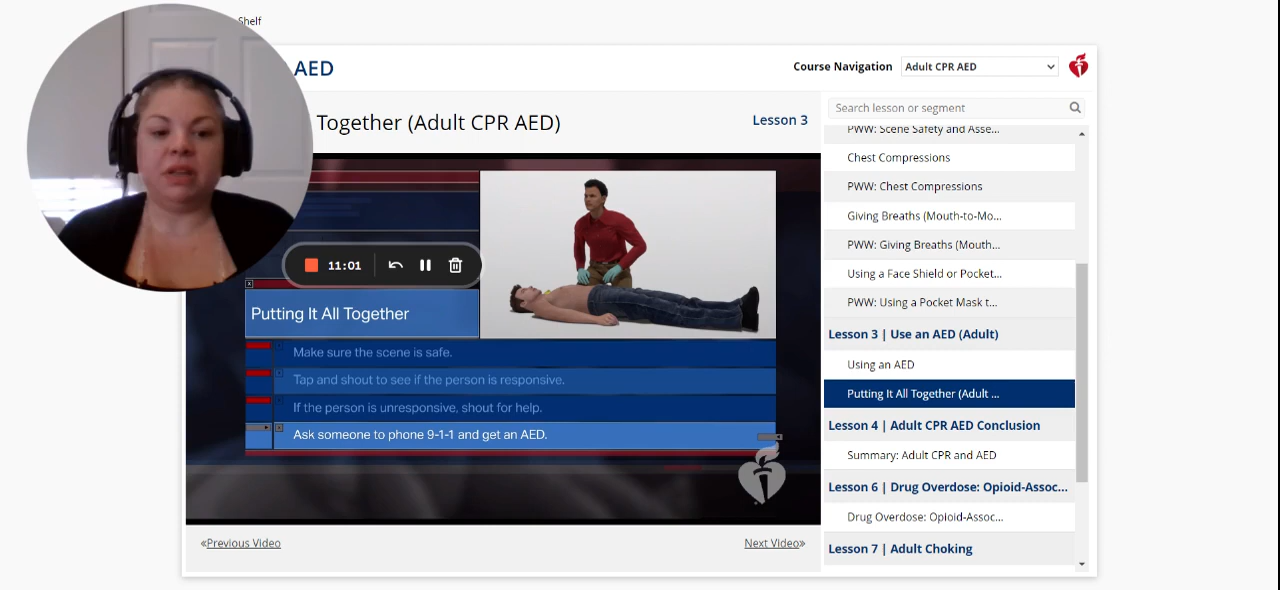 Shelf
AED
Course Navigation
Adult CPR AED
Together (Adult CPR AED)
Lesson 3
Search lesson or segment
PWW: Scene Safety and Asse...
Chest Compressions
PWW: Chest Compressions
Giving Breaths (Mouth-to-Mo...
PWW: Giving Breaths (Mouth...
Using a Face Shield or Pocket...
PWW: Using a Pocket Mask t...
Lesson 3 | Use an AED (Adult)
Using an AED
Putting It All Together (Adult ...
Lesson 4 | Adult CPR AED Conclusion
Summary: Adult CPR and AED
Lesson 6 | Drug Overdose: Opioid-Assoc...
Drug Overdose: Opioid-Assoc...
Lesson 7 | Adult Choking
11:01
Putting It All Together
Make sure the scene is safe.
Tap and shout to see if the person is responsive.
If the person is unresponsive, shout for help.
Ask someone to phone 9-1-1 and get an AED.
«Previous Video
Next Video»